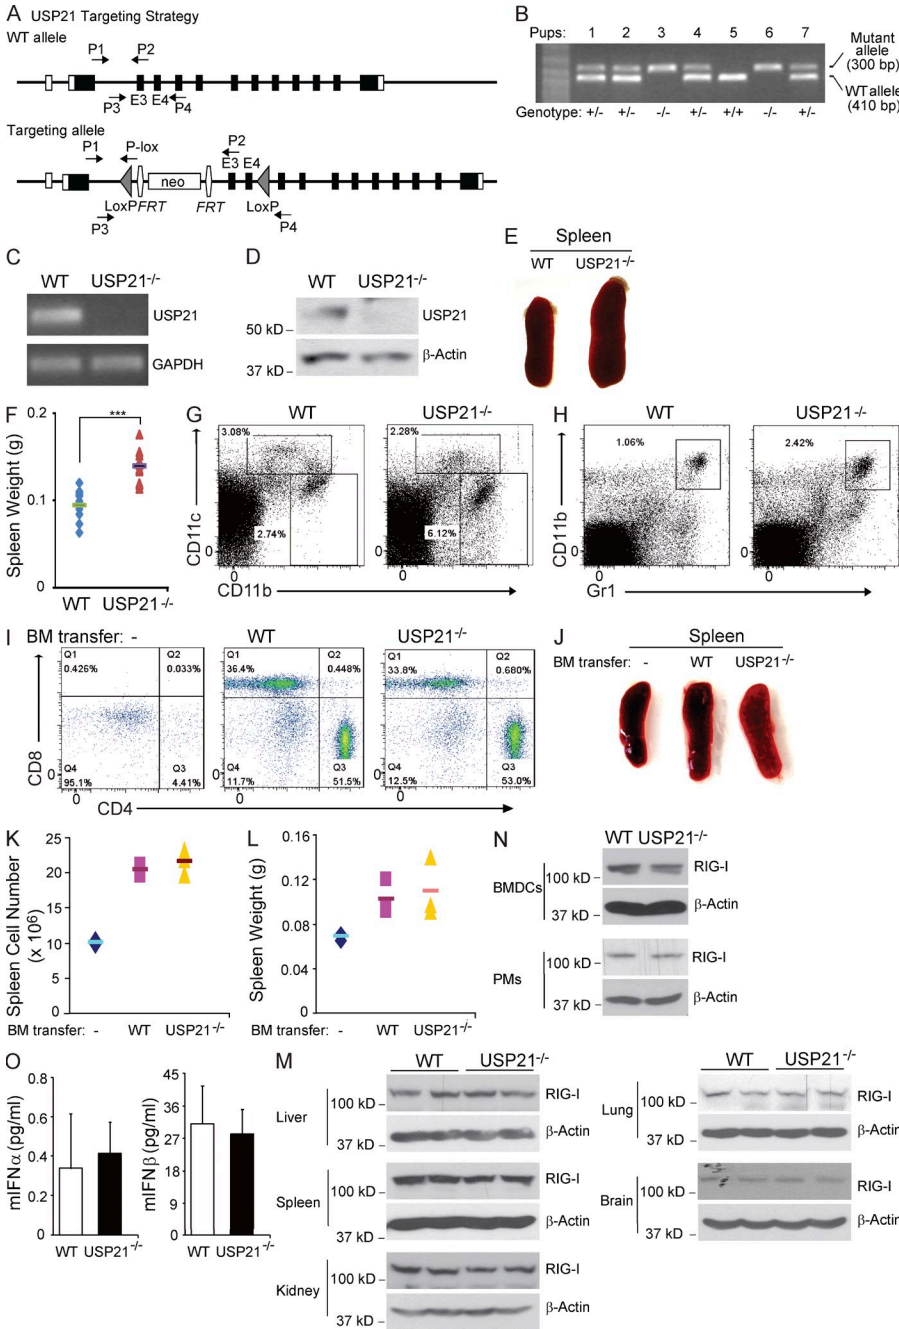 A USP21 Targeting Strategy
WT allele
P1 P2
P3 E3 E4 P4
Targeting allele
P1 P-lox P2
E3 E4
neo
LoxP FRT FRT LoxP
P3 P4
B
Pups: 1 2 3 4 5 6 7
Mutant
allele
(300 bp)
WT allele
(410 bp)
Genotype: +/- +/- -/- +/- +/+ -/- +/-
C
WT USP21-/-
USP21
GAPDH
D
WT USP21-/-
50 kD USP21
37 kD β-Actin
E
Spleen
WT USP21-/-
F
Spleen Weight (g)
0.2
0.1
0
***
WT USP21-/-
G
WT USP21-/-
3.08% 2.28%
2.74% 6.12%
CD11c
0
0 0
CD11b
H
WT USP21-/-
1.06% 2.42%
CD11b
0
0 0
Gr1
I BM transfer: - WT USP21-/-
Q1 Q2 Q1 Q2 Q1 Q2
0.426% 0.033% 36.4% 0.448% 33.8% 0.680%
CD8
Q4 Q3 Q4 Q3 Q4 Q3
95.1% 4.41% 11.7% 51.5% 12.5% 53.0%
0 0 0
0 0 0
CD4
J
Spleen
BM transfer: - WT USP21-/-
K
Spleen Cell Number
(x 10⁶)
25
20
15
10
5
0
BM transfer: - WT USP21-/-
L
Spleen Weight (g)
0.16
0.12
0.08
0.04
0
BM transfer: - WT USP21-/-
N
WT USP21-/-
BMDCs
100 kD RIG-I
37 kD β-Actin
PMs
100 kD RIG-I
37 kD β-Actin
O
mIFNα (pg/ml)
0.8
0.6
0.4
0.2
0
WT USP21-/-
mIFNβ (pg/ml)
45
36
27
18
9
0
WT USP21-/-
M
WT USP21-/-
Liver
100 kD RIG-I
37 kD β-Actin
Spleen
100 kD RIG-I
37 kD β-Actin
Kidney
100 kD RIG-I
37 kD β-Actin
WT USP21-/-
Lung
100 kD RIG-I
37 kD β-Actin
Brain
100 kD RIG-I
37 kD β-Actin